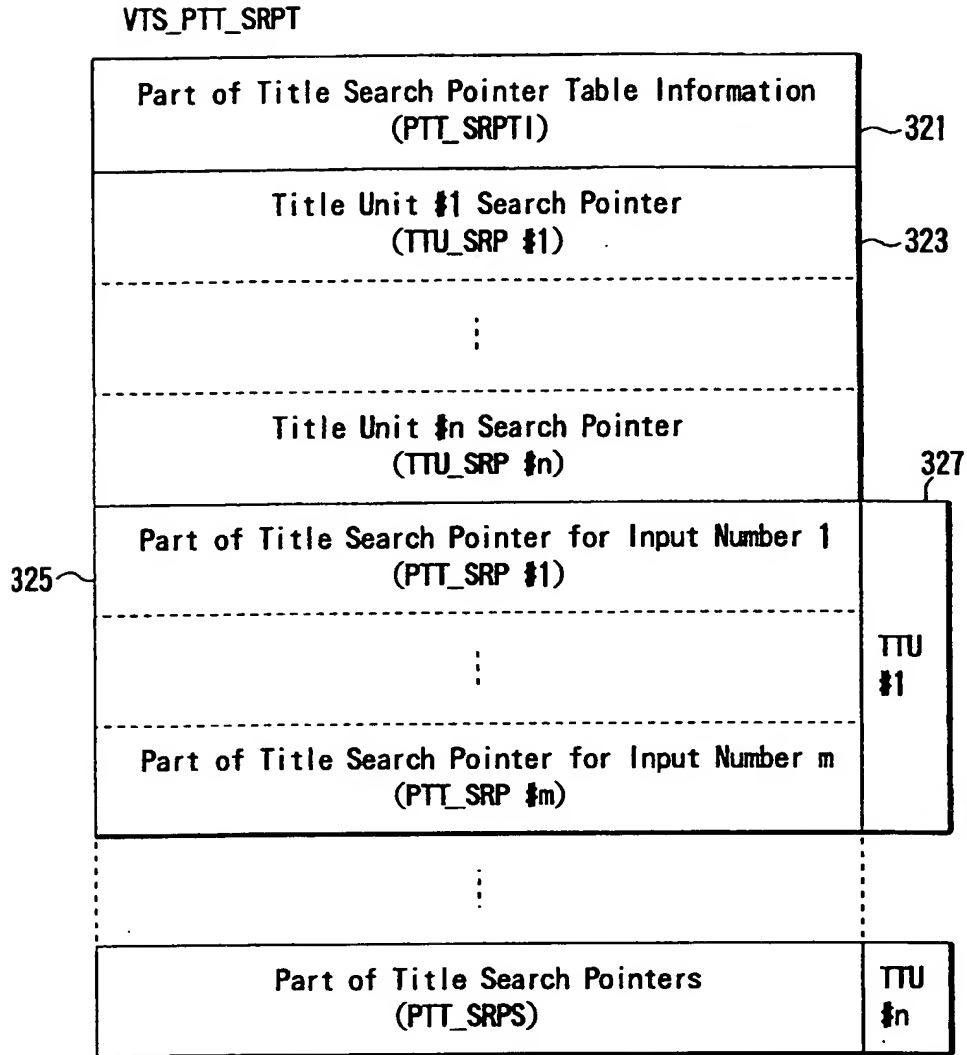 VTS_PTT_SRPT
Part of Title Search Pointer Table Information
(PTT_SRPTI)
321
Title Unit #1 Search Pointer
(TTU_SRP #1)
323
Title Unit #n Search Pointer
(TTU_SRP #n)
327
Part of Title Search Pointer for Input Number 1
(PTT_SRP #1)
325
TTU
#1
Part of Title Search Pointer for Input Number m
(PTT_SRP #m)
Part of Title Search Pointers
(PTT_SRPS)
TTU
#n